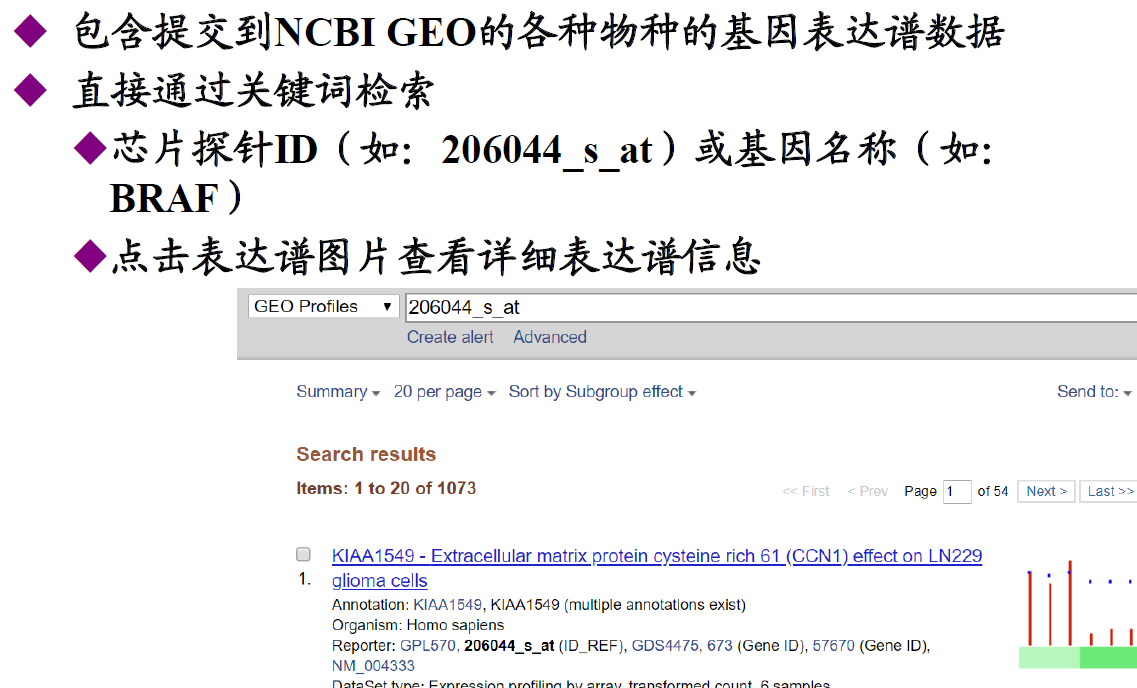 包含提交到NCBI GEO的各种物种的基因表达谱数据
直接通过关键词检索
芯片探针ID（如：206044_s_at）或基因名称（如：
BRAF）
点击表达谱图片查看详细表达谱信息
GEO Profiles 206044_s_at
Create alert Advanced
Summary 20 per page Sort by Subgroup effect Send to:
Search results
Items: 1 to 20 of 1073 << First < Prev Page 1 of 54 Next > Last >>
KIAA1549 - Extracellular matrix protein cysteine rich 61 (CCN1) effect on LN229
1. glioma cells
Annotation: KIAA1549, KIAA1549 (multiple annotations exist)
Organism: Homo sapiens
Reporter: GPL570, 206044_s_at (ID_REF), GDS4475, 673 (Gene ID), 57670 (Gene ID),
NM_004333
DataSet type: Expression profiling by array, transformed count, 6 samples